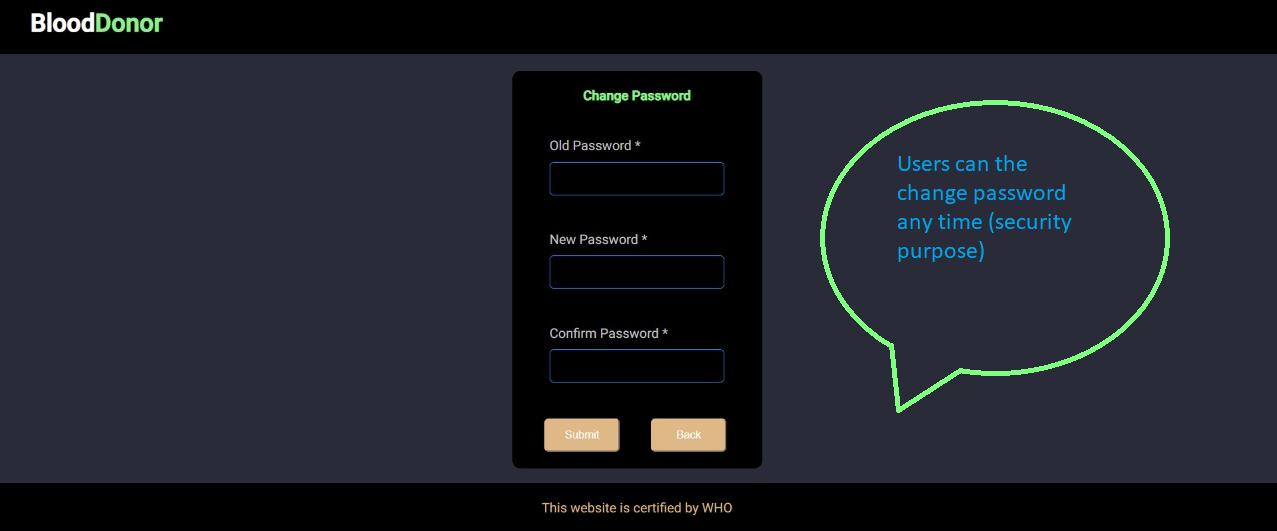 BloodDonor
Change Password
Old Password *
New Password *
Confirm Password *
Submit
Back
Users can the
change password
any time (security
purpose)
This website is certified by WHO